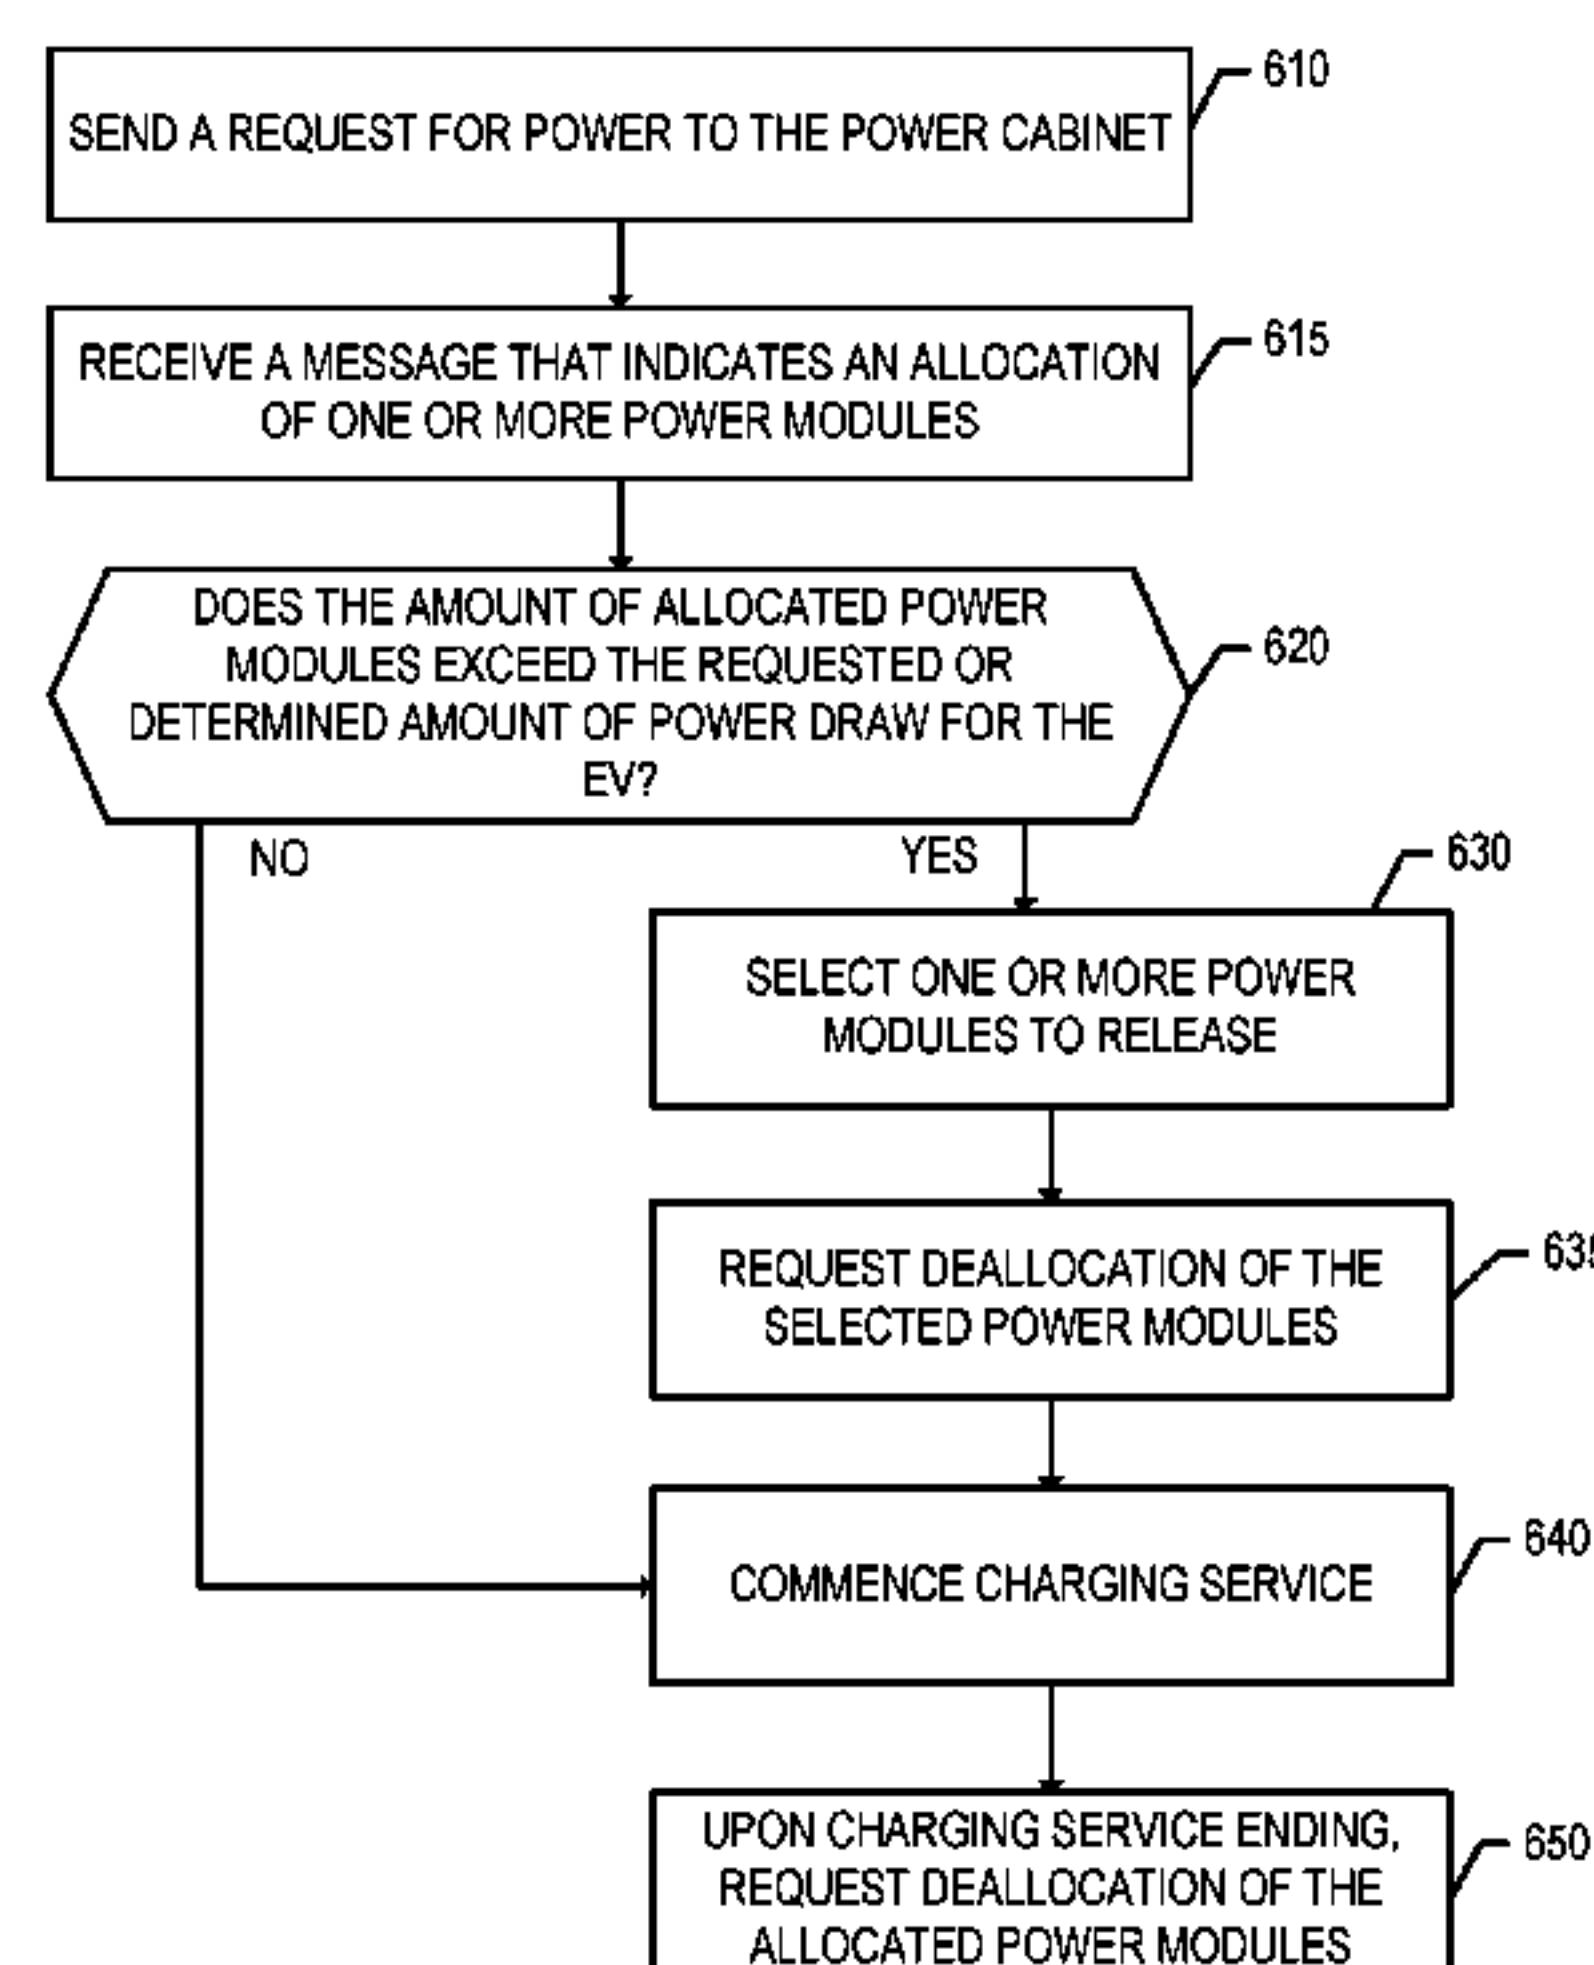 610
SEND A REQUEST FOR POWER TO THE POWER CABINET
615
RECEIVE A MESSAGE THAT INDICATES AN ALLOCATION
OF ONE OR MORE POWER MODULES
620
DOES THE AMOUNT OF ALLOCATED POWER
MODULES EXCEED THE REQUESTED OR
DETERMINED AMOUNT OF POWER DRAW FOR THE
EV?
NO
YES
630
SELECT ONE OR MORE POWER
MODULES TO RELEASE
REQUEST DEALLOCATION OF THE
SELECTED POWER MODULES
640
COMMENCE CHARGING SERVICE
650
UPON CHARGING SERVICE ENDING,
REQUEST DEALLOCATION OF THE
ALLOCATED POWER MODULES